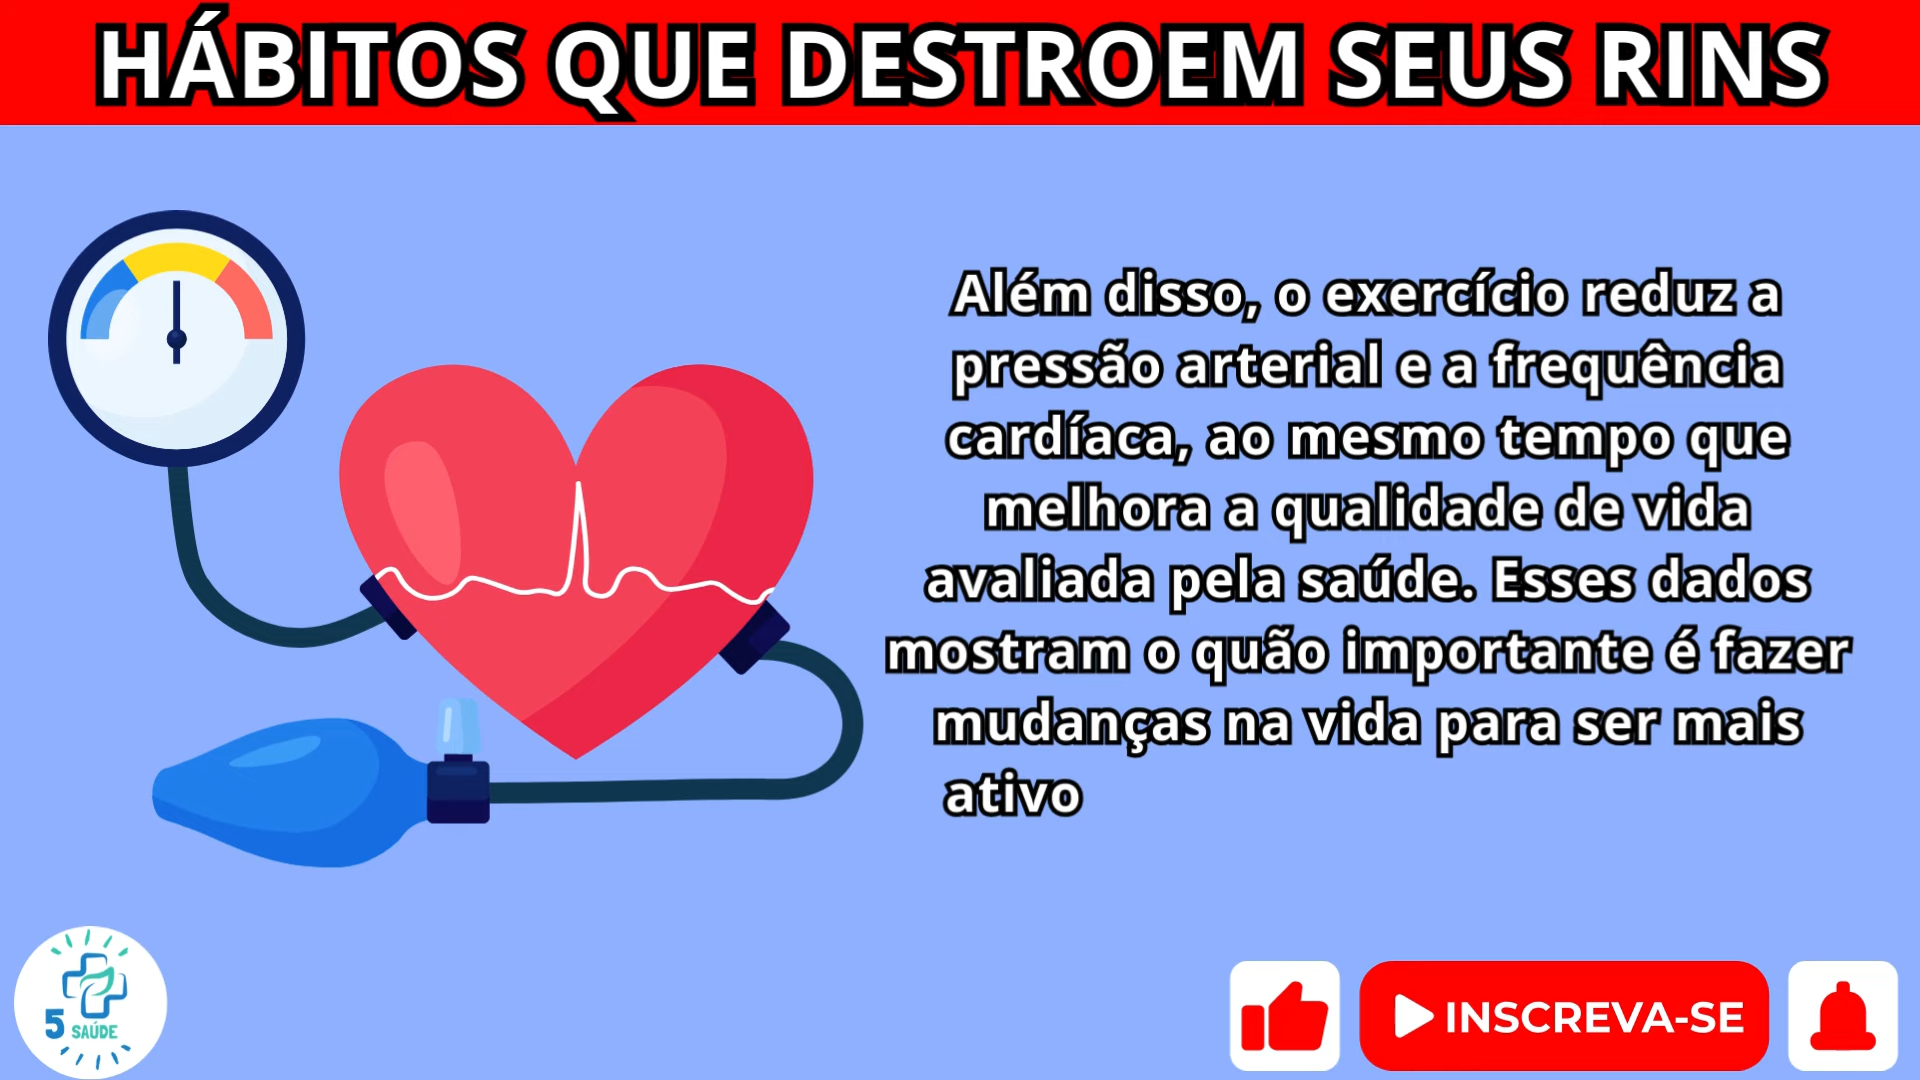 HÁBITOS QUE DESTROEM SEUS RINS
Além disso, o exercício reduz a
pressão arterial e a frequência
cardíaca, ao mesmo tempo que
melhora a qualidade de vida
avaliada pela saúde. Esses dados
mostram o quão importante é fazer
mudanças na vida para ser mais
ativo
5 SAÚDE
INSCREVA-SE